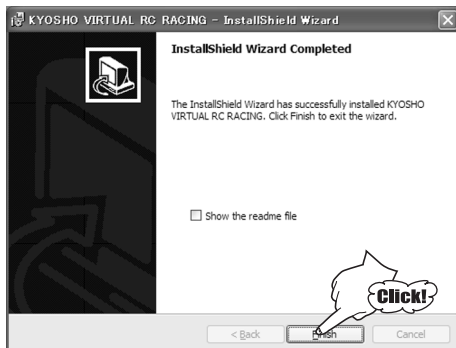 KYOSHO VIRTUAL RC RACING - InstallShield Wizard
InstallShield Wizard Completed
The InstallShield Wizard has successfully installed KYOSHO
VIRTUAL RC RACING. Click Finish to exit the wizard.
Show the readme file
Click!
< Back Finish Cancel